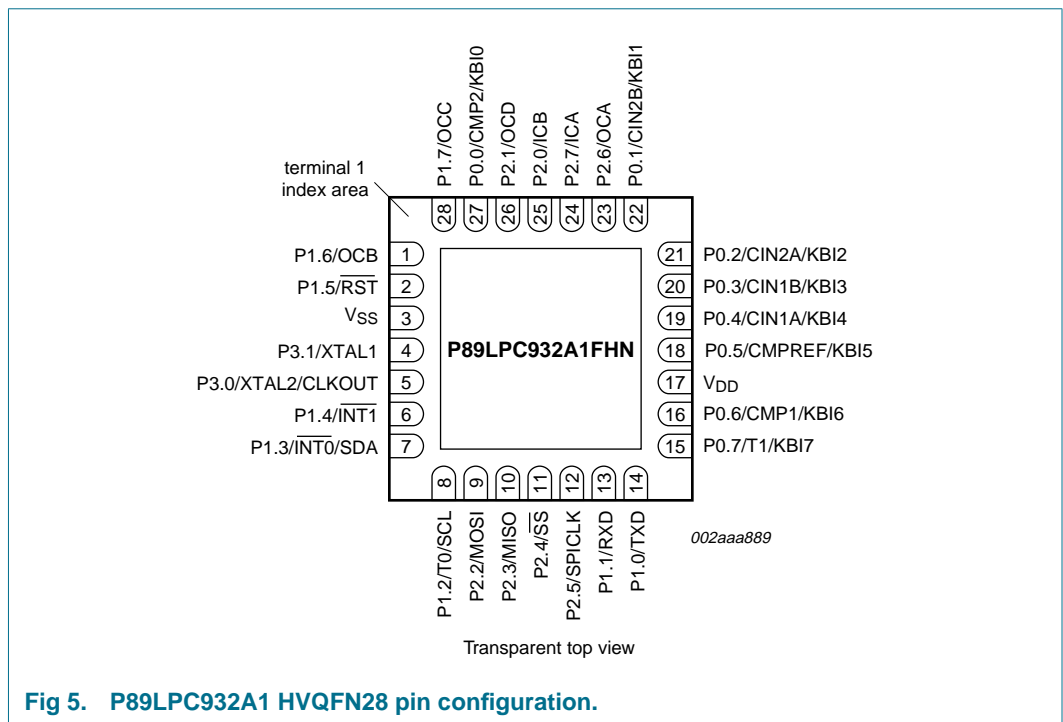 P1.7/OCC
P0.0/CMP2/KBI0
P2.1/OCD
P2.0/ICB
P2.7/ICA
P2.6/OCA
P0.1/CIN2B/KBI1
terminal 1
index area
28
27
26
25
24
23
22
P1.6/OCB 1
P1.5/R̅S̅T̅ 2
VSS 3
P3.1/XTAL1 4
P3.0/XTAL2/CLKOUT 5
P1.4/I̅N̅T̅1̅ 6
P1.3/I̅N̅T̅0̅/SDA 7
P89LPC932A1FHN
21 P0.2/CIN2A/KBI2
20 P0.3/CIN1B/KBI3
19 P0.4/CIN1A/KBI4
18 P0.5/CMPREF/KBI5
17 VDD
16 P0.6/CMP1/KBI6
15 P0.7/T1/KBI7
8
9
10
11
12
13
14
P1.2/T0/SCL
P2.2/MOSI
P2.3/MISO
P2.4/S̅S̅
P2.5/SPICLK
P1.1/RXD
P1.0/TXD
002aaa889
Transparent top view
Fig 5. P89LPC932A1 HVQFN28 pin configuration.